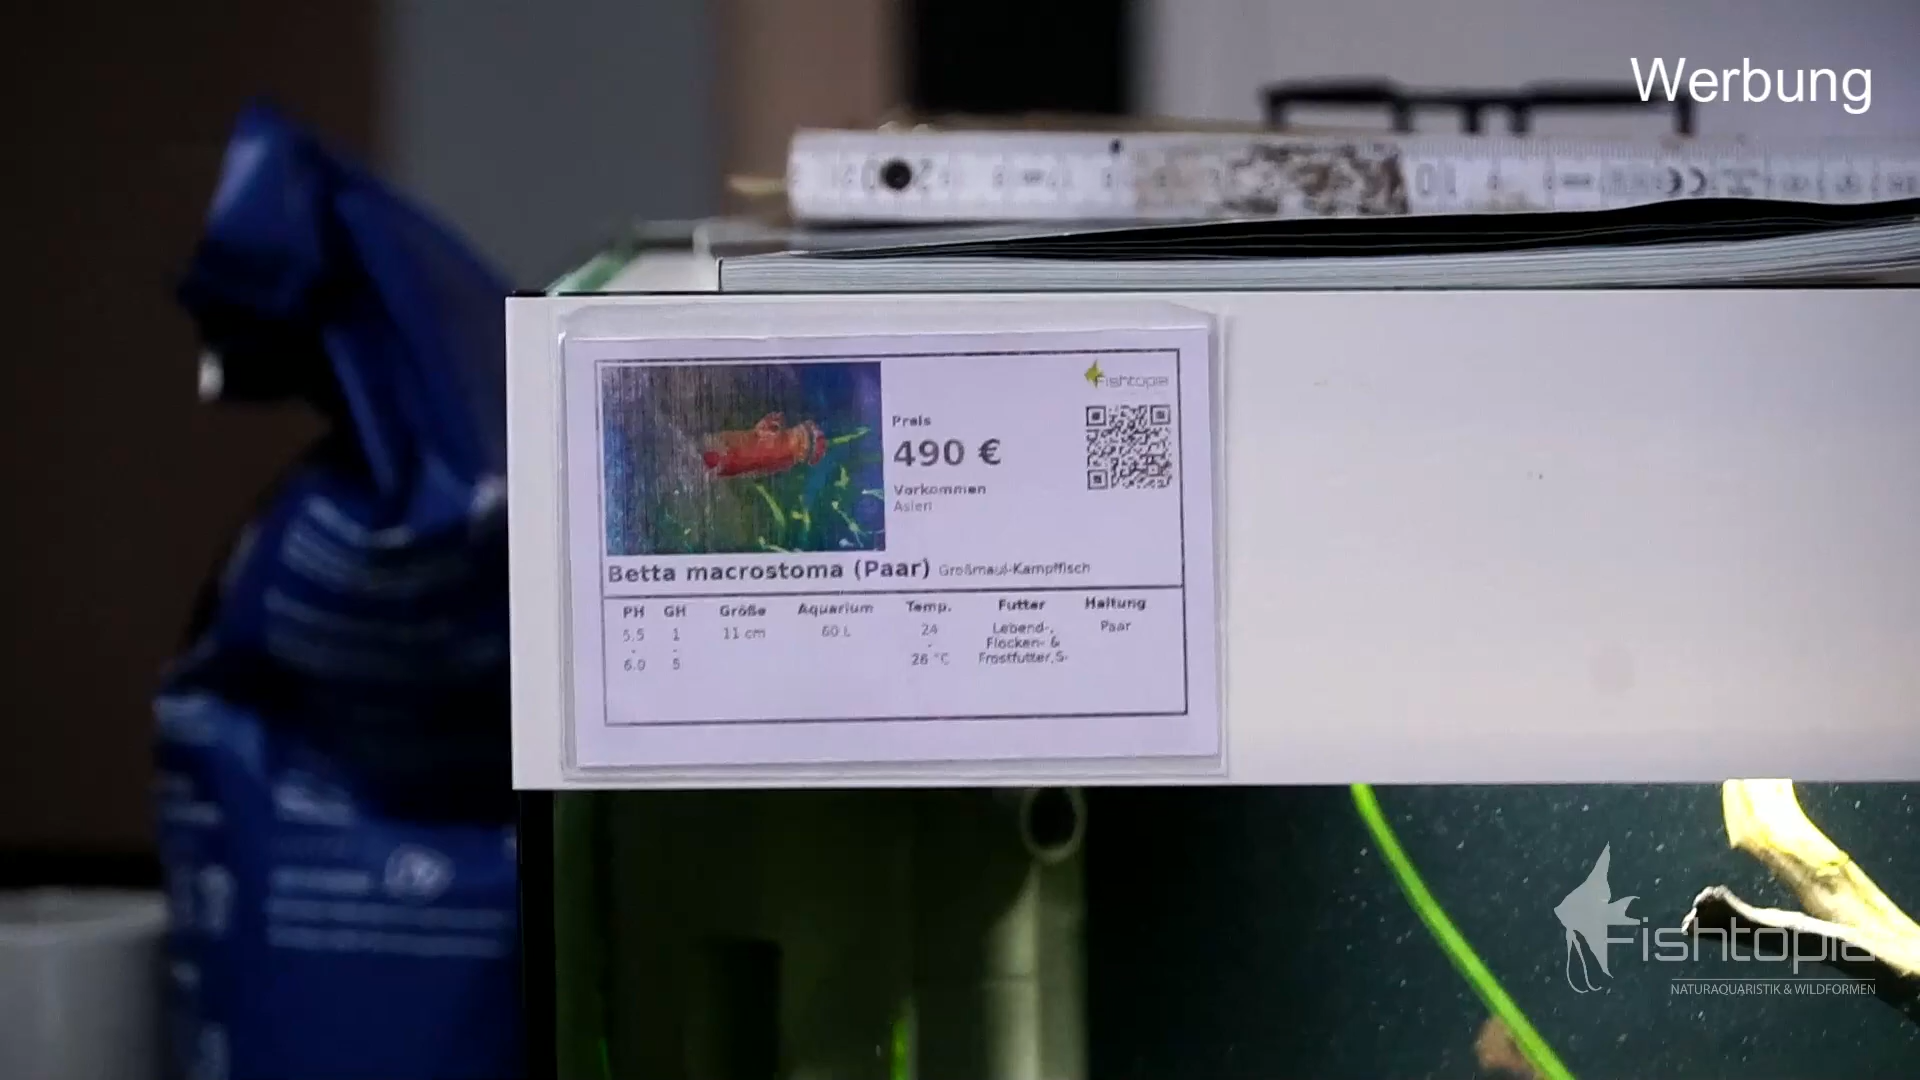 Werbung
Fishtopia
Preis
490 €
Vorkommen
Asien
Betta macrostoma (Paar) Großmaul-Kampffisch
PH GH Größe Aquarium Temp. Futter Haltung
5.5 1 11 cm 60 L 24 Lebend-, Paar
- - - Flocken- &
6.0 5 26 °C Frostfutter, S-
Fishtopia
NATURAQUARISTIK & WILDFORMEN